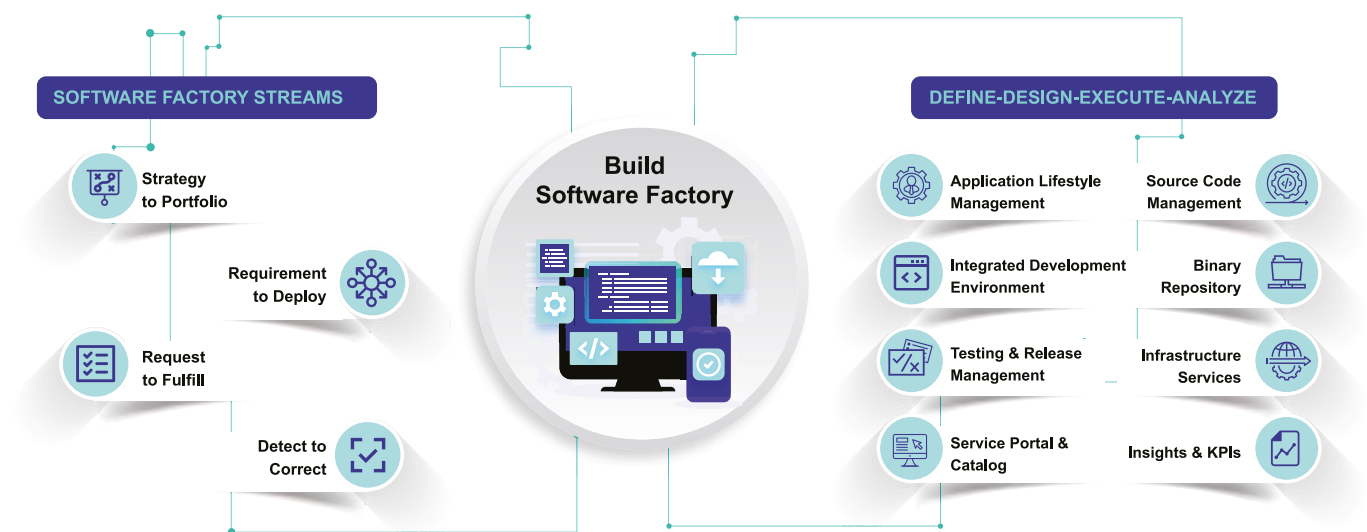 SOFTWARE FACTORY STREAMS
Strategy
to Portfolio
Requirement
to Deploy
Request
to Fulfill
Detect to
Correct
Build
Software Factory
DEFINE-DESIGN-EXECUTE-ANALYZE
Application Lifestyle
Management
Source Code
Management
Integrated Development
Environment
Binary
Repository
Testing & Release
Management
Infrastructure
Services
Service Portal &
Catalog
Insights & KPIs